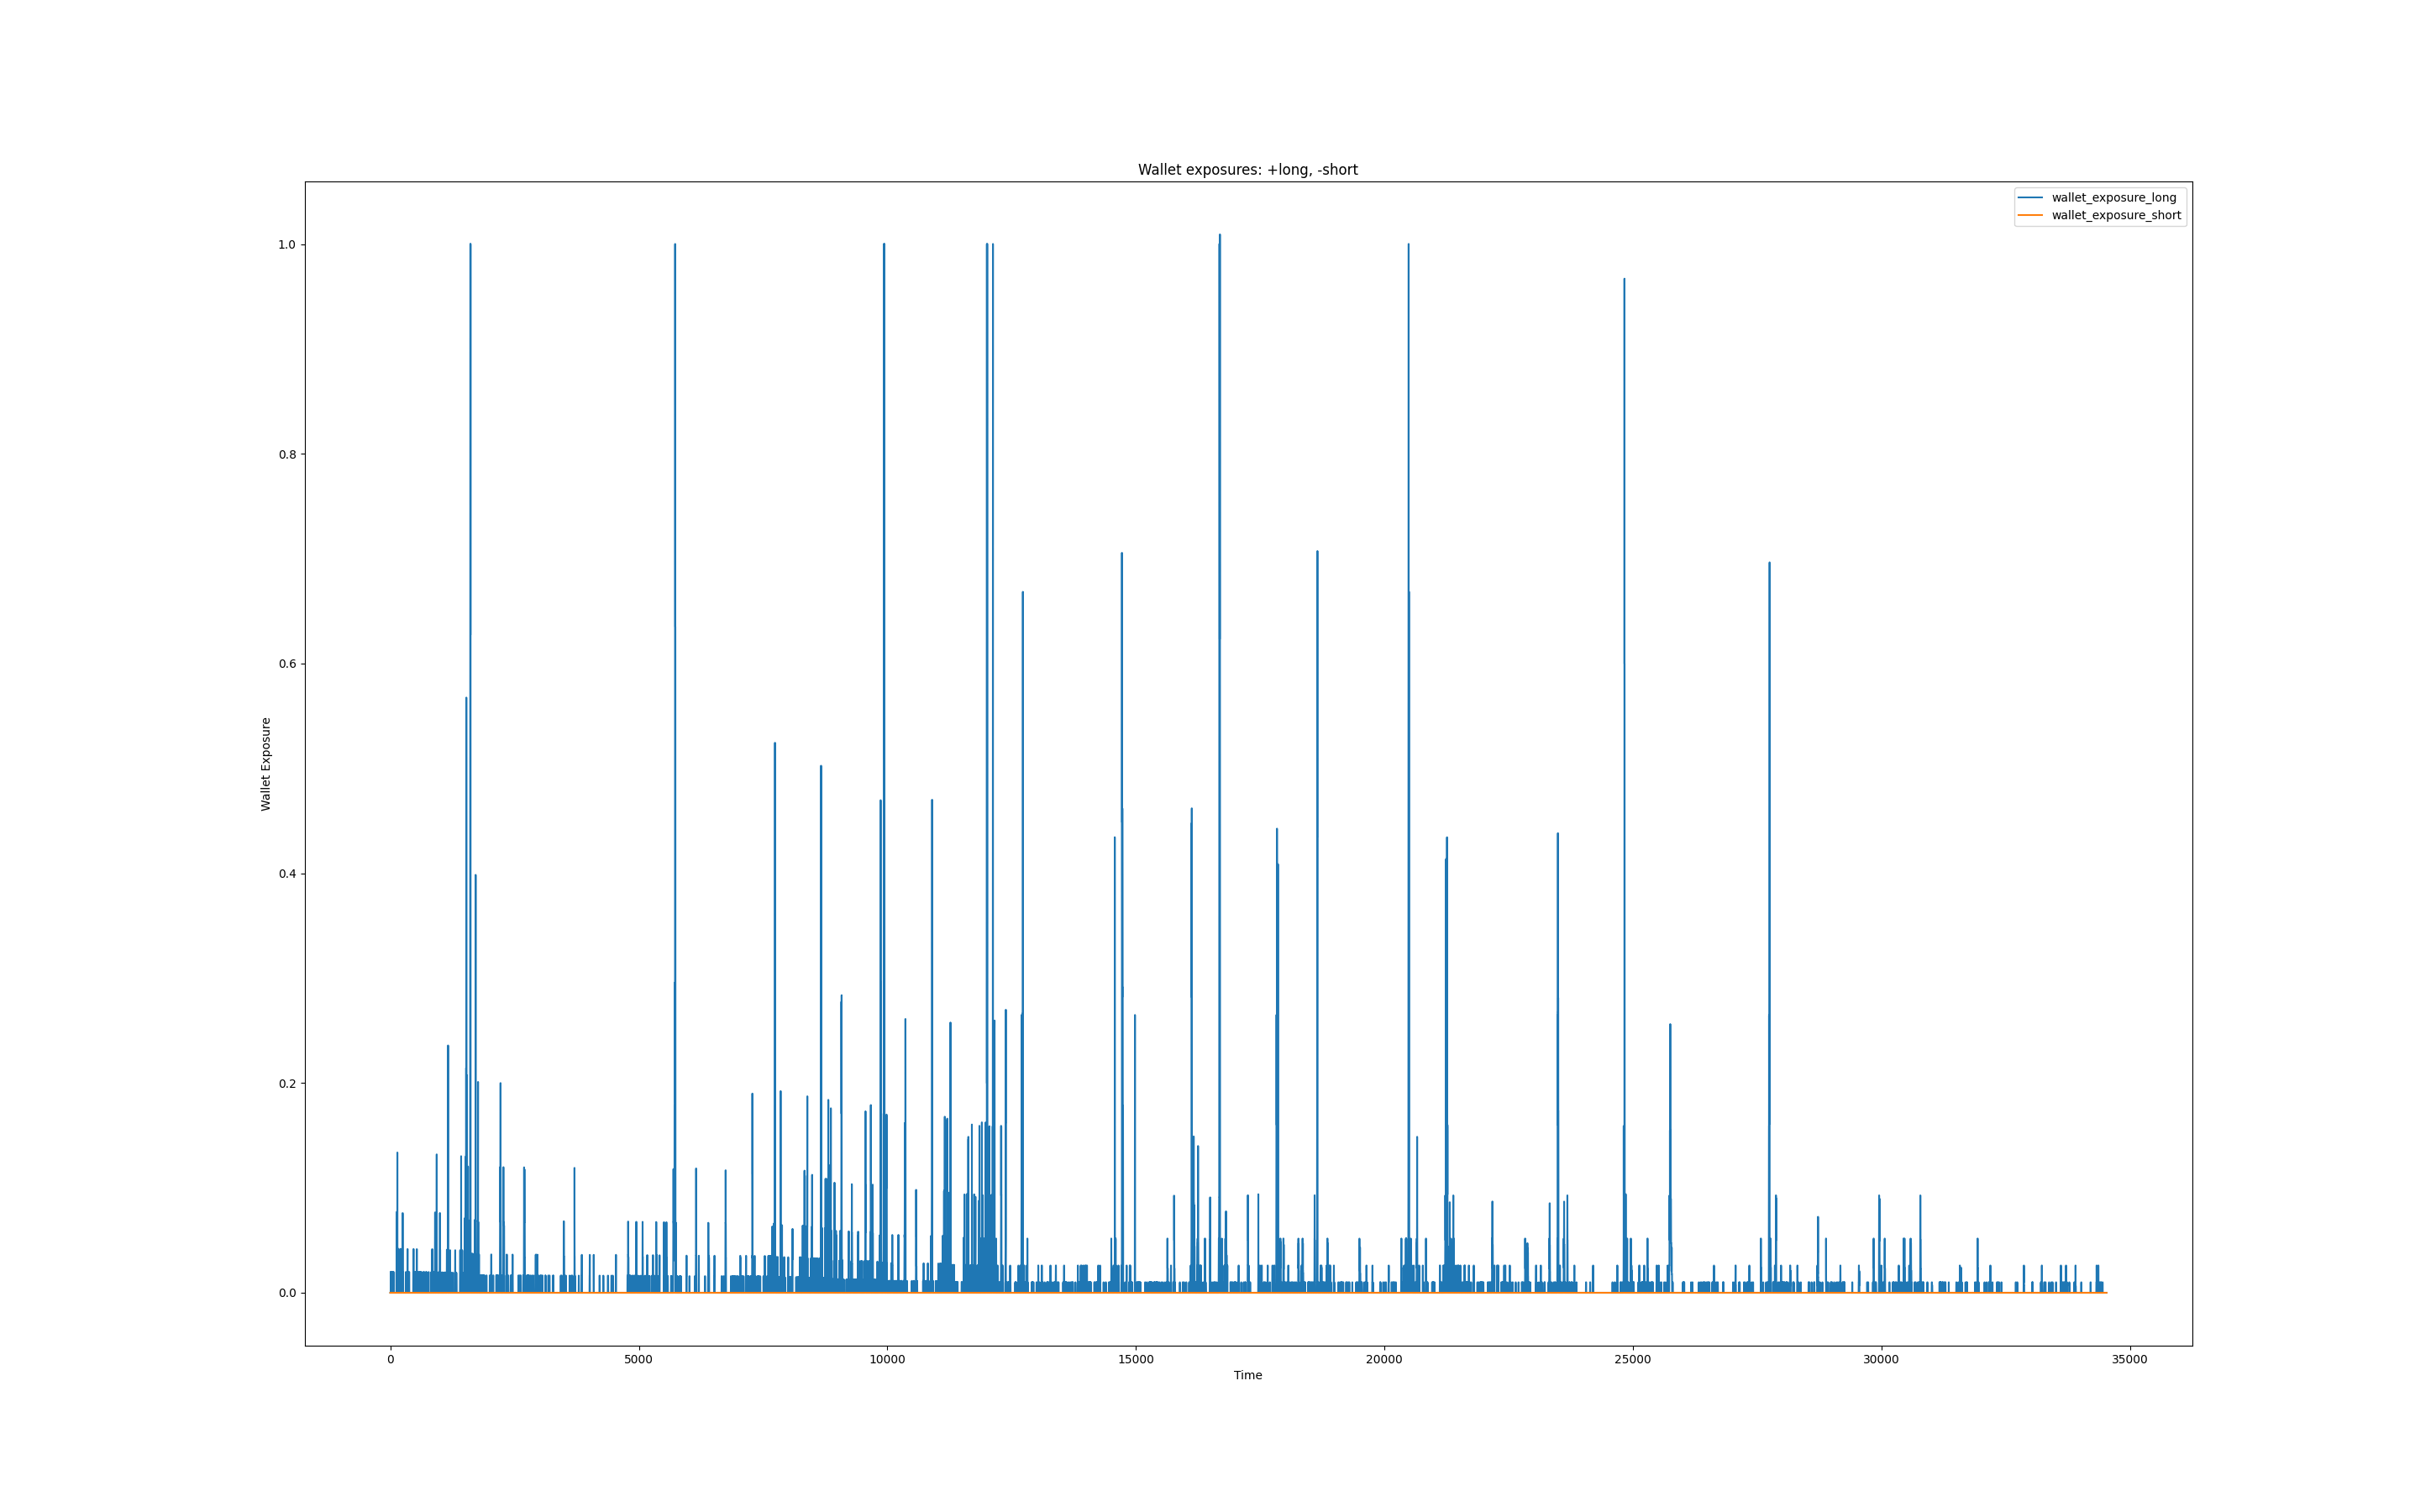 Wallet exposures: +long, -short
wallet_exposure_long
wallet_exposure_short
1.0
0.8
0.6
0.4
0.2
0.0
Wallet Exposure
0 5000 10000 15000 20000 25000 30000 35000
Time